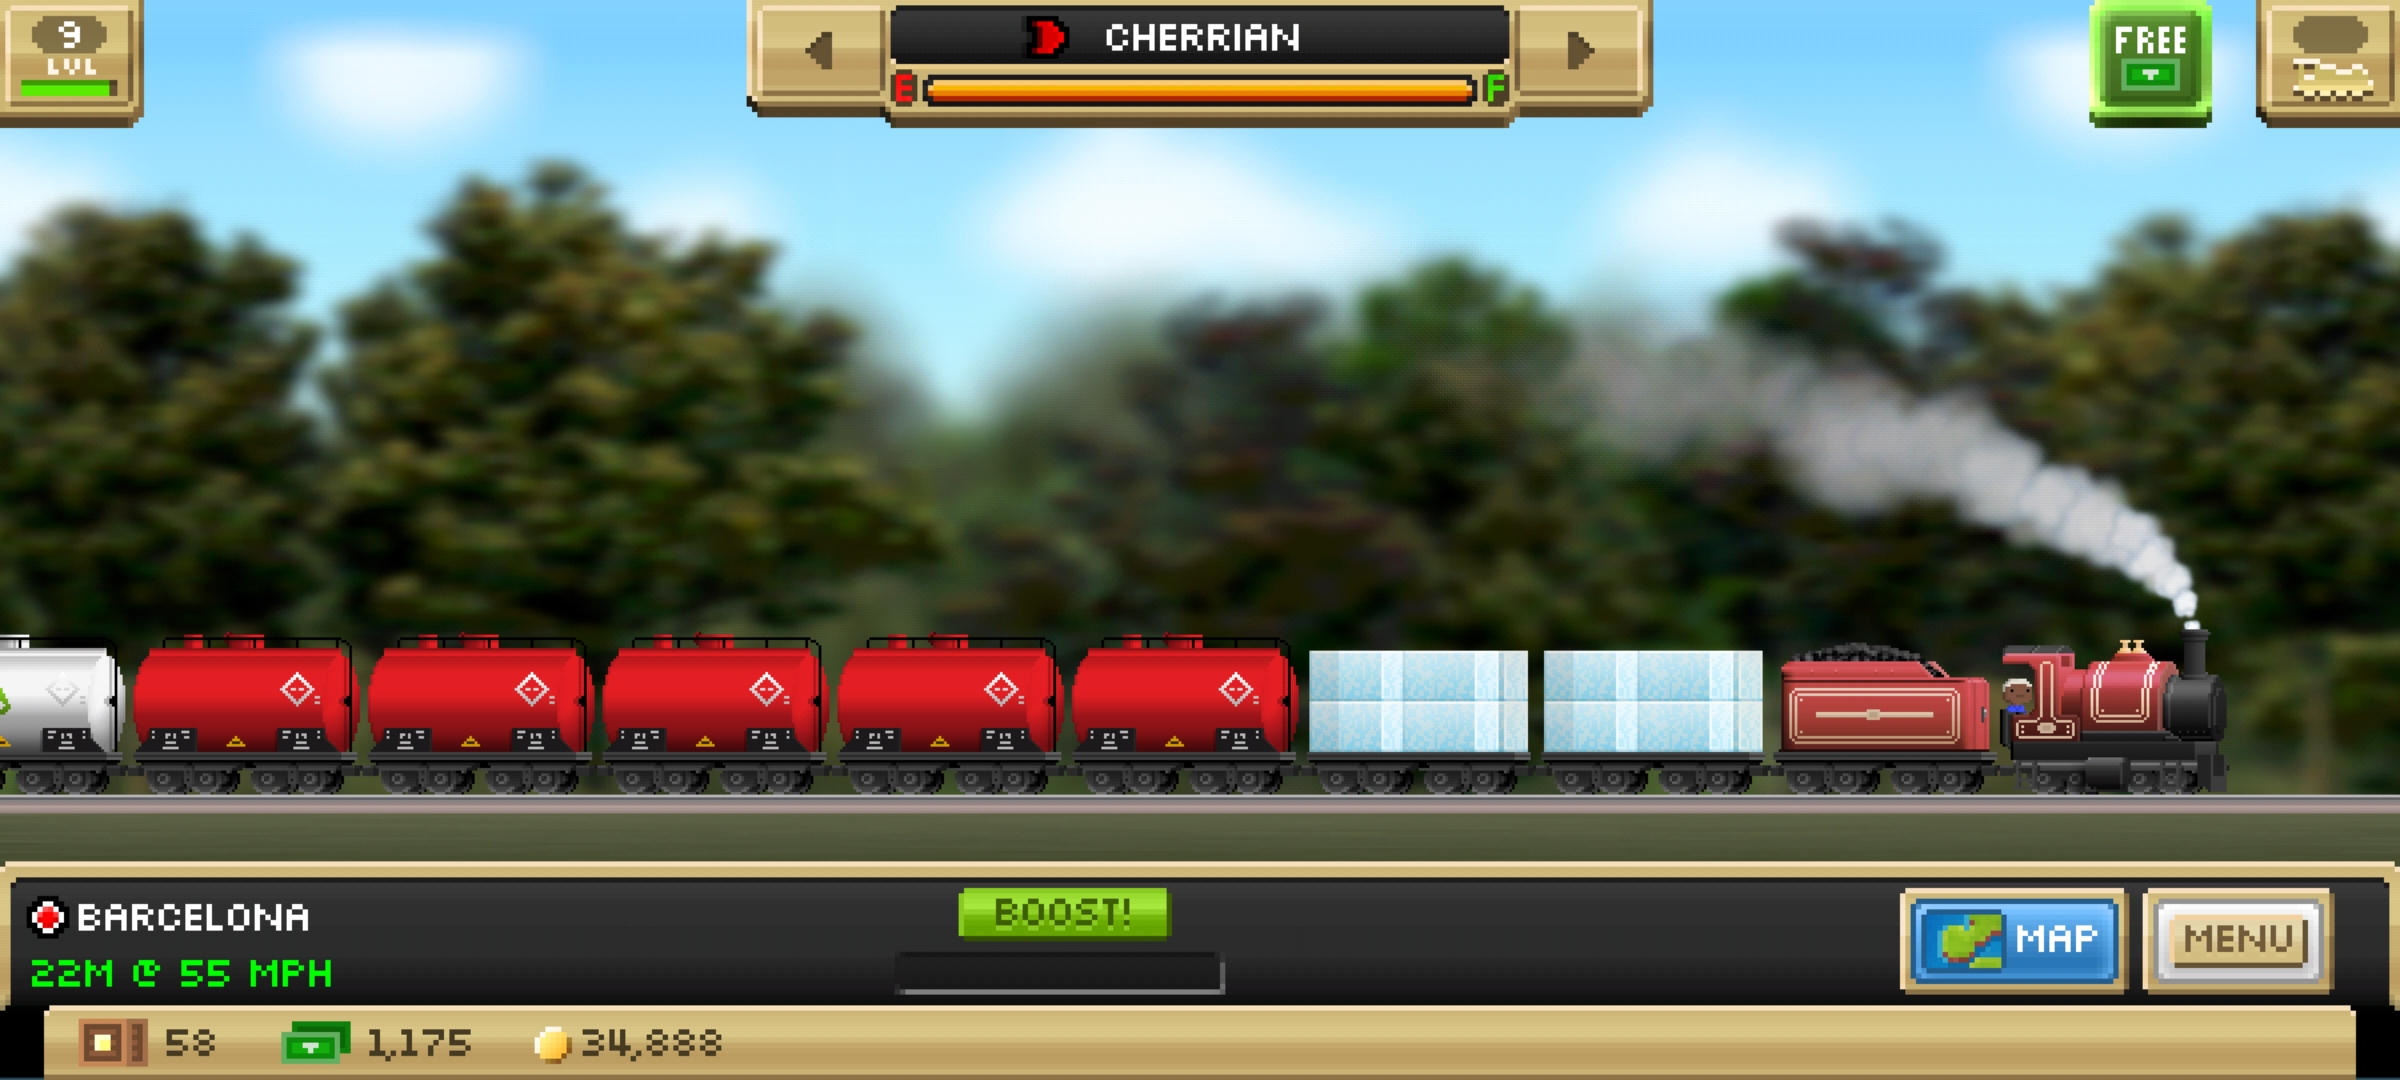 9
LVL
CHERRIAN
E
F
FREE
BARCELONA
22M @ 55 MPH
BOOST!
MAP
MENU
58
1,175
34,888